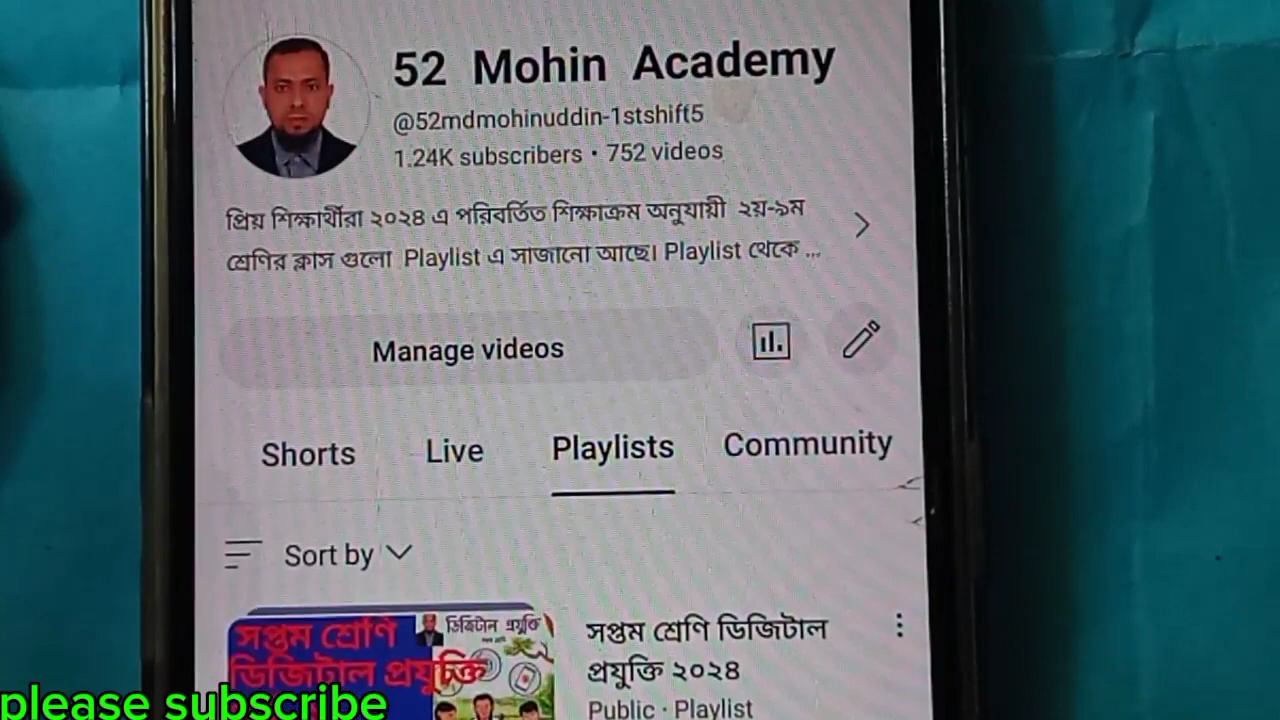 52 Mohin Academy
@52mdmohinuddin-1stshift5
1.24K subscribers • 752 videos
প্রিয় শিক্ষার্থীরা ২০২৪ এ পরিবর্তিত শিক্ষাক্রম অনুযায়ী ২য়-৯ম
শ্রেণির ক্লাস গুলো Playlist এ সাজানো আছে। Playlist থেকে ...
Manage videos
Shorts Live Playlists Community
Sort by
সপ্তম শ্রেণি
ডিজিটাল প্রযুক্তি
ডিজিটাল প্রযুক্তি
সপ্তম শ্রেণি ডিজিটাল
প্রযুক্তি ২০২৪
Public · Playlist
please subscribe